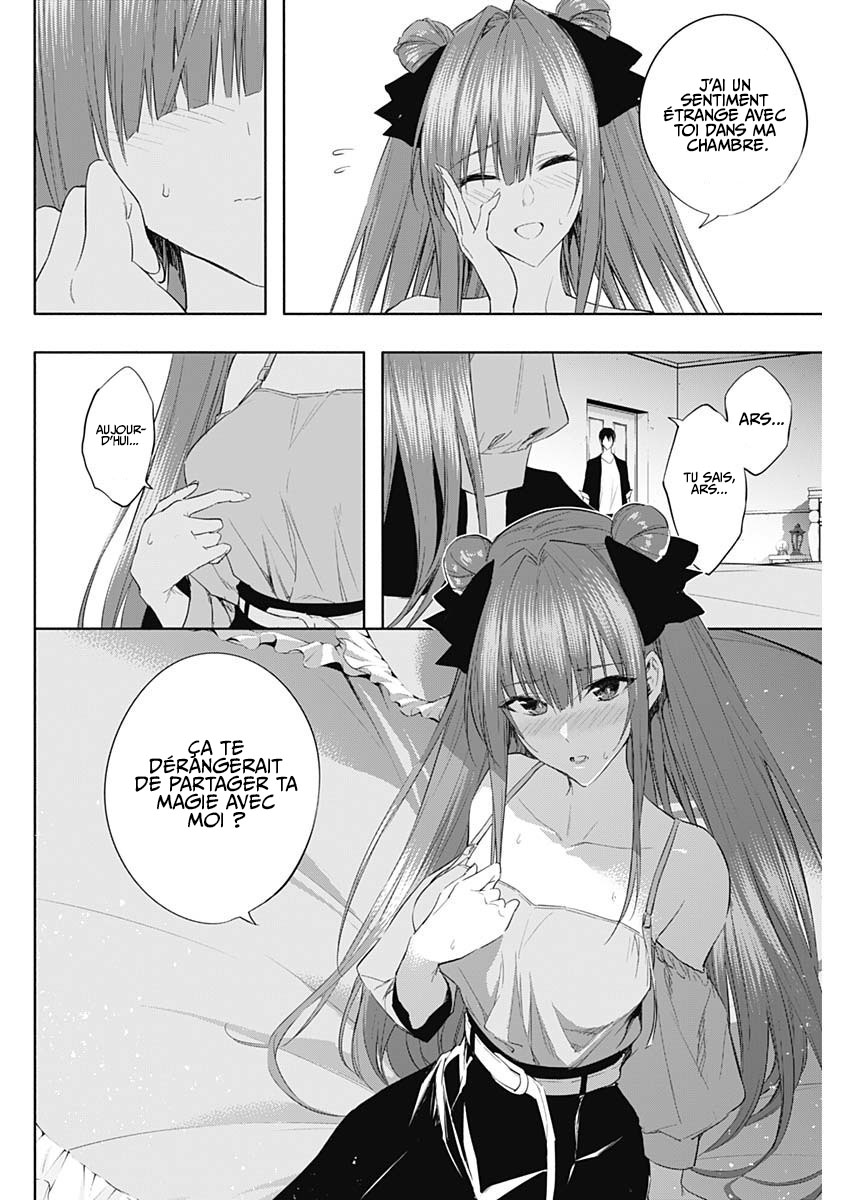 J'AI UN
SENTIMENT
ÉTRANGE AVEC
TOI DANS MA
CHAMBRE.
ARS...
TU SAIS,
ARS...
AUJOUR-
D'HUI...
ÇA TE
DÉRANGERAIT
DE PARTAGER TA
MAGIE AVEC
MOI ?